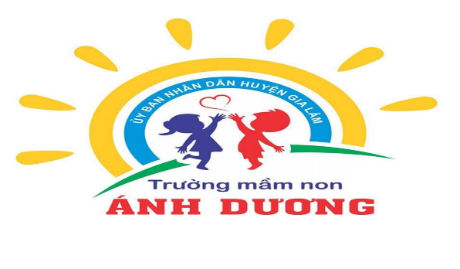 ỦY BAN NHÂN DÂN HUYỆN GIA LÂM
Trường mầm non
ÁNH DƯƠNG